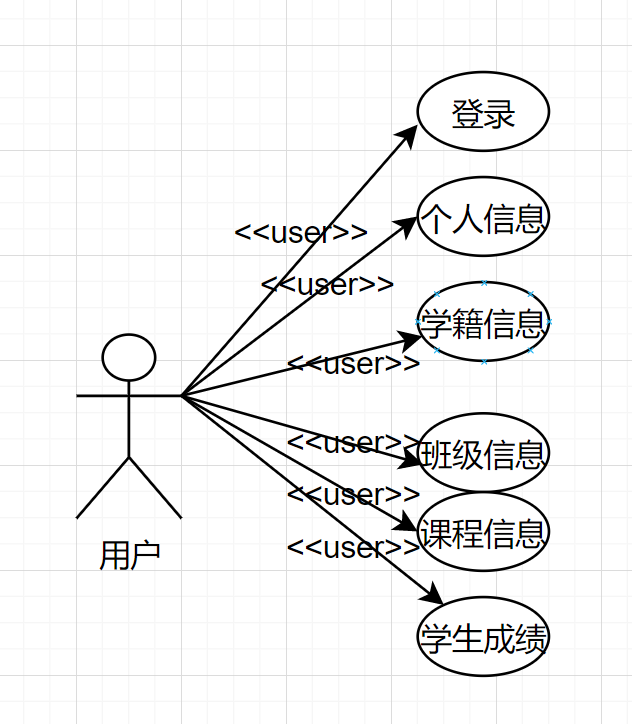 登录
<<user>>
个人信息
<<user>>
学籍信息
<<user>>
<<user>>
班级信息
<<user>>
课程信息
<<user>>
用户
学生成绩